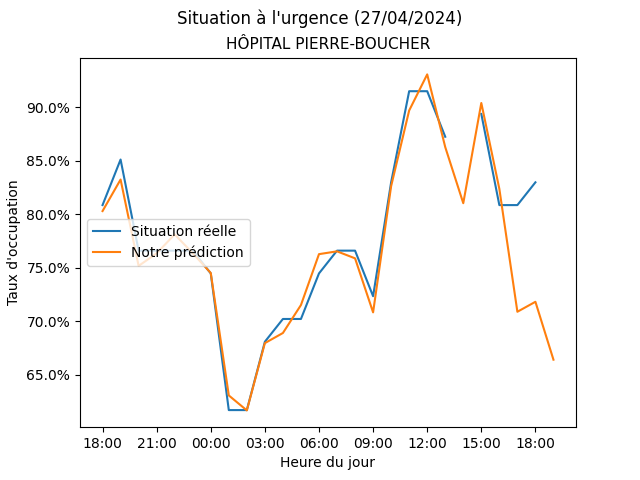 Situation à l'urgence (27/04/2024)
HÔPITAL PIERRE-BOUCHER
Taux d'occupation
90.0%
85.0%
80.0%
75.0%
70.0%
65.0%
Situation réelle
Notre prédiction
18:00 21:00 00:00 03:00 06:00 09:00 12:00 15:00 18:00
Heure du jour